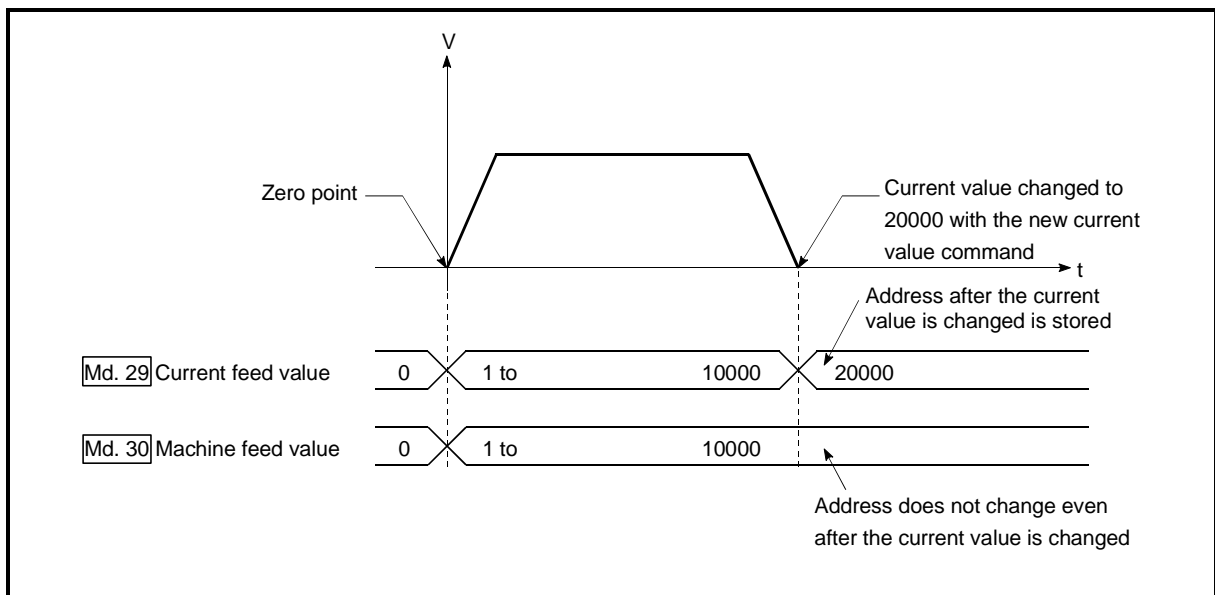 V
Zero point
Current value changed to
20000 with the new current
value command
t
Address after the current
value is changed is stored
Md. 29 Current feed value 0 1 to 10000 20000
Md. 30 Machine feed value 0 1 to 10000
Address does not change even
after the current value is changed